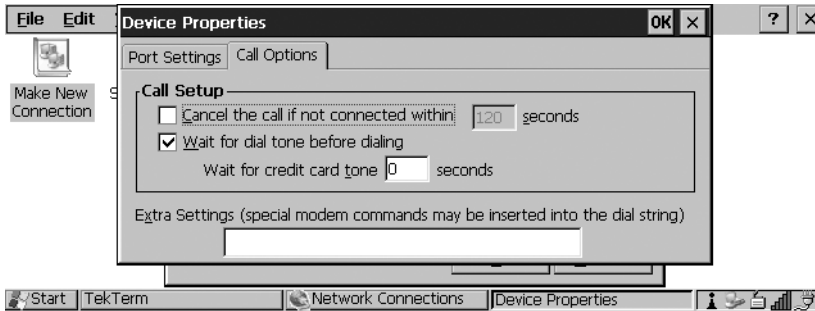 File Edit
Device Properties OK ×
?
Port Settings Call Options
Make New
Connection
S
Call Setup
Cancel the call if not connected within 120 seconds
Wait for dial tone before dialing
Wait for credit card tone 0 seconds
Extra Settings (special modem commands may be inserted into the dial string)
Start TekTerm Network Connections Device Properties